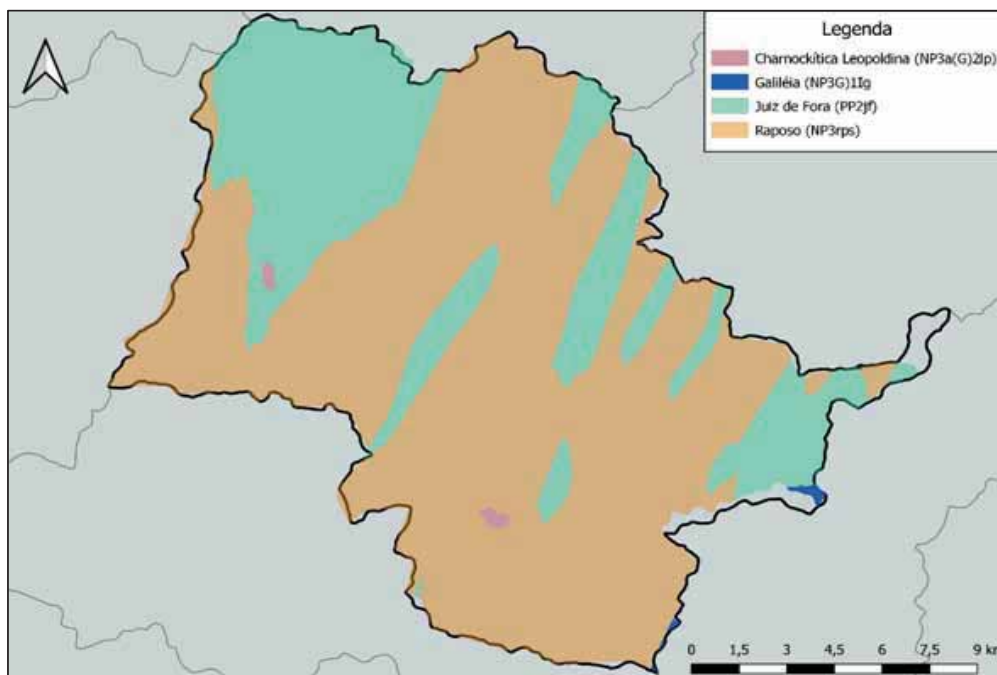 Legenda
Charnockítica Leopoldina (NP3a(G)2lp)
Galiléia (NP3G)1Ig
Juiz de Fora (PP2jf)
Raposo (NP3rps)
0 1,5 3 4,5 6 7,5 9 km